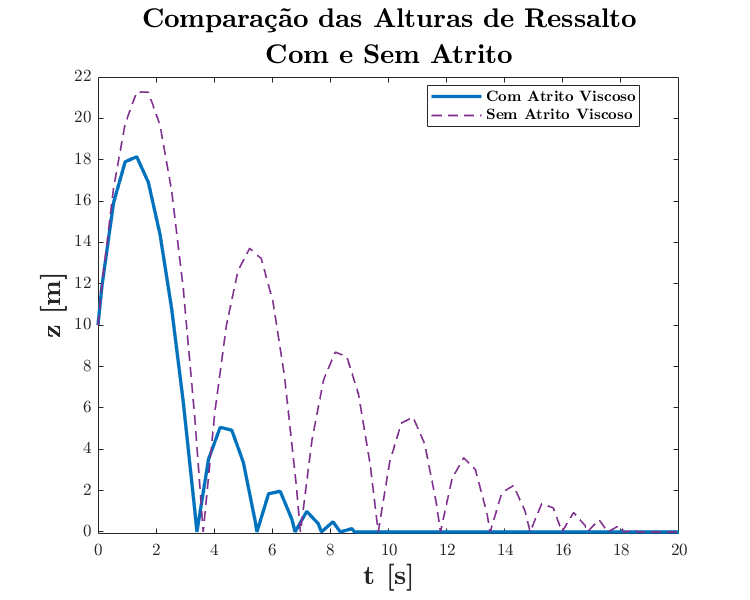 Comparação das Alturas de Ressalto
Com e Sem Atrito
Com Atrito Viscoso
Sem Atrito Viscoso
z [m]
22
20
18
16
14
12
10
8
6
4
2
0
0 2 4 6 8 10 12 14 16 18 20
t [s]